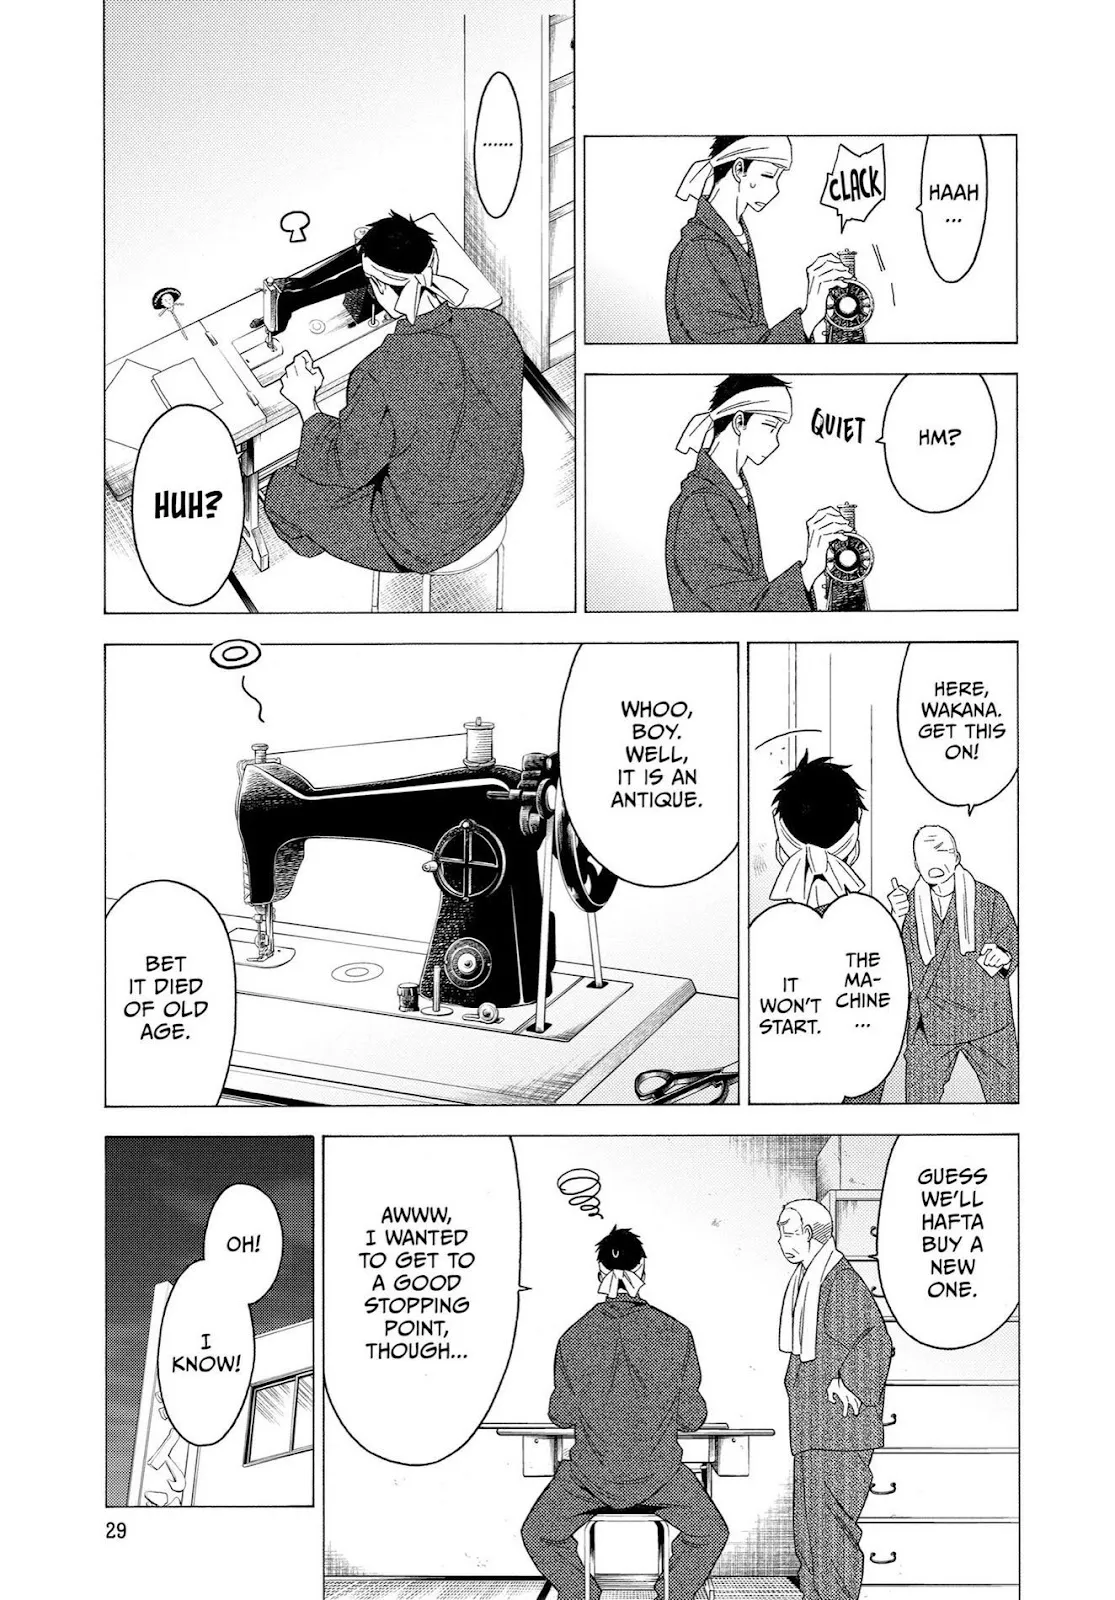 HAAH
...
CLACK
HM?
QUIET
......
HUH?
HERE,
WAKANA.
GET THIS
ON!
THE
MA-
CHINE
...
IT
WON'T
START.
WHOO,
BOY.
WELL,
IT IS AN
ANTIQUE.
BET
IT DIED
OF OLD
AGE.
GUESS
WE'LL
HAFTA
BUY A
NEW
ONE.
AWWW,
I WANTED
TO GET TO
A GOOD
STOPPING
POINT,
THOUGH...
OH!
I
KNOW!
29